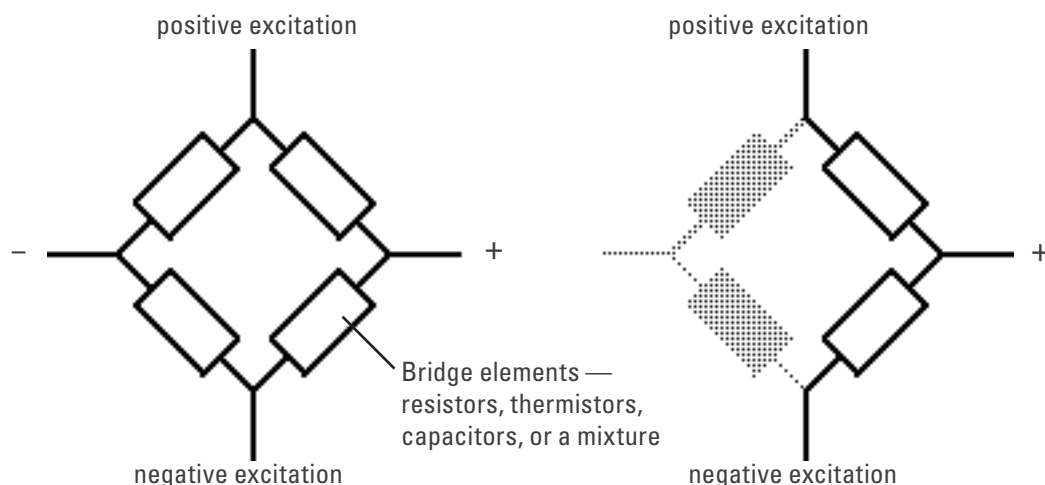 positive excitation
positive excitation
–
+
+
Bridge elements —
resistors, thermistors,
capacitors, or a mixture
negative excitation
negative excitation